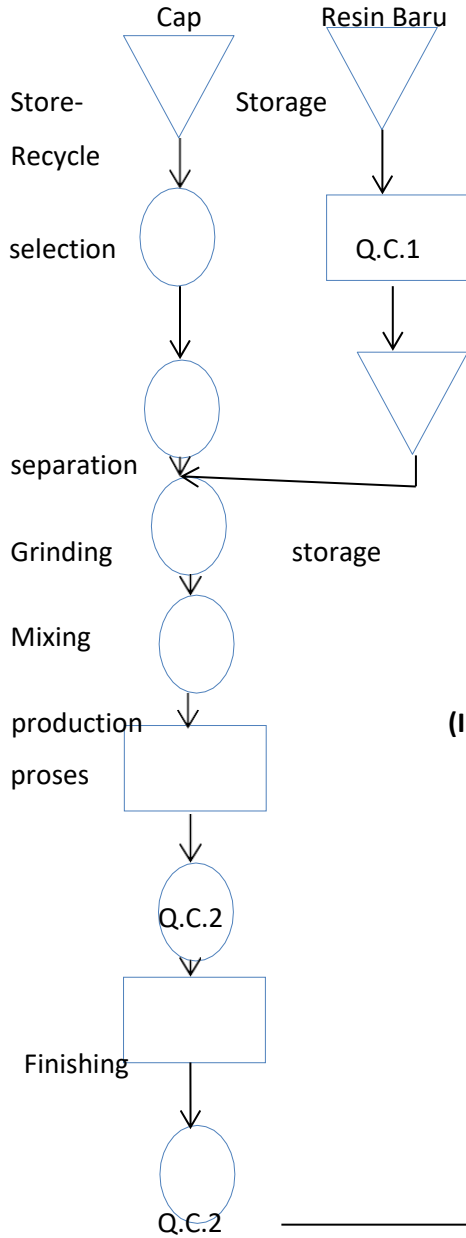 Cap Resin Baru
Store- Storage
Recycle
selection Q.C.1
separation
Grinding storage
Mixing
production (I
proses
Q.C.2
Finishing
Q.C.2